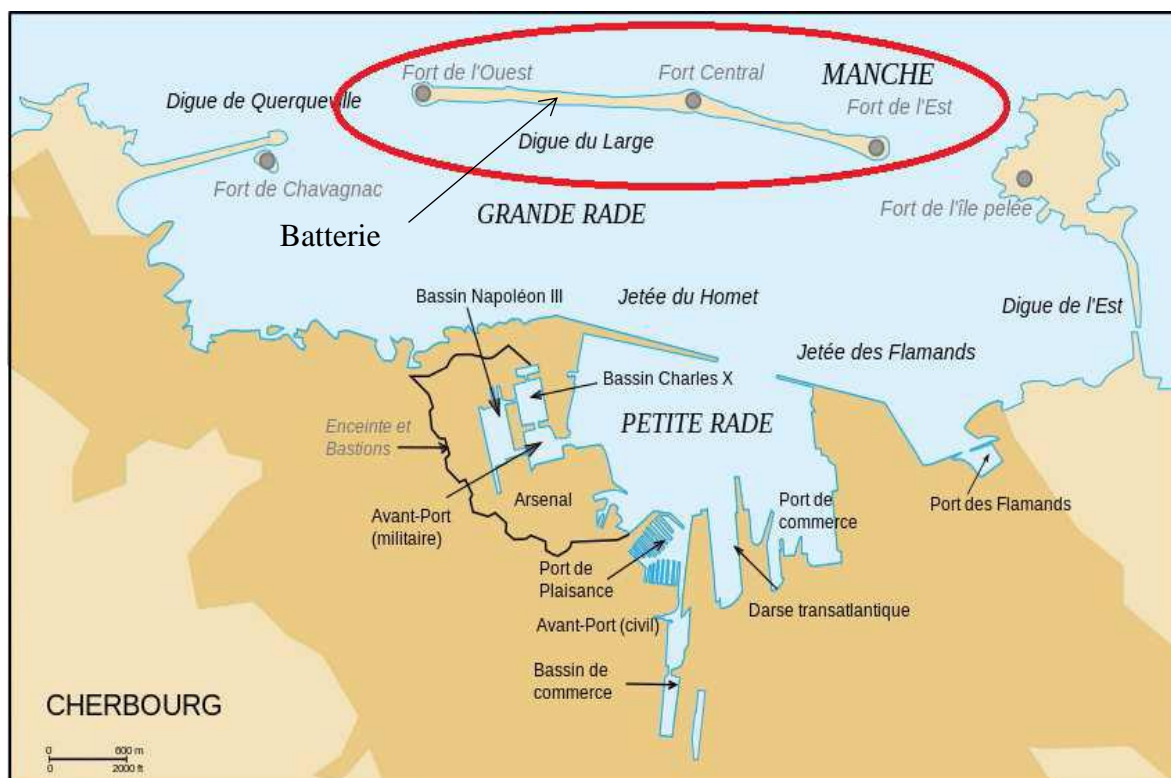 Fort de l'Ouest
Fort Central
MANCHE
Digue de Querqueville
Fort de l'Est
Digue du Large
Fort de Chavagnac
GRANDE RADE
Fort de l'île pelée
Batterie
Bassin Napoléon III
Jetée du Homet
Digue de l'Est
Jetée des Flamands
Bassin Charles X
Enceinte et
Bastions
PETITE RADE
Arsenal
Avant-Port
(militaire)
Port de
commerce
Port des Flamands
Port de
Plaisance
Darse transatlantique
Avant-Port (civil)
Bassin de
commerce
CHERBOURG
0 600 m
0 2000 ft